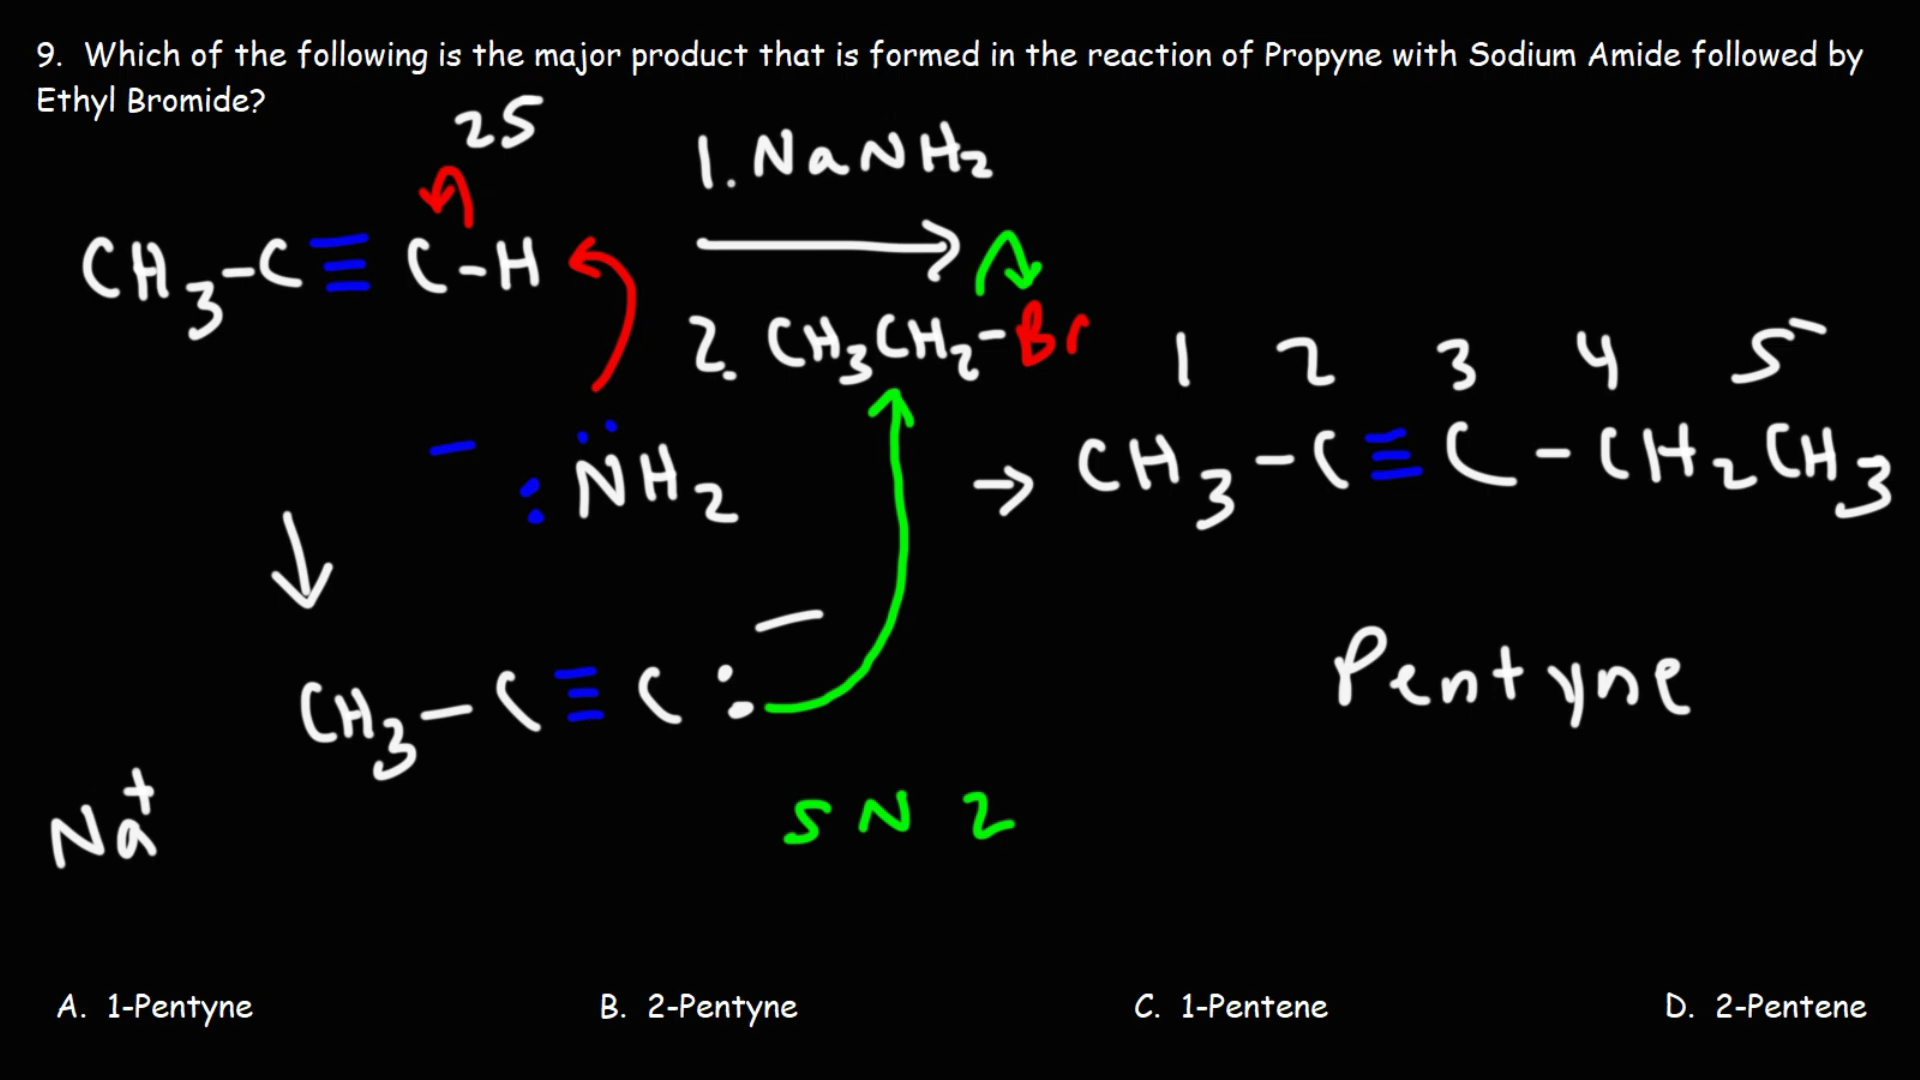 9. Which of the following is the major product that is formed in the reaction of Propyne with Sodium Amide followed by
Ethyl Bromide?
25
1. NaNH2
CH3-C≡C-H
2. CH3CH2-Br
1 2 3 4 5
− :N̈H2
→ CH3-C≡C-CH2CH3
CH3-C≡C:−
Pentyne
Na+
SN2
A. 1-Pentyne
B. 2-Pentyne
C. 1-Pentene
D. 2-Pentene